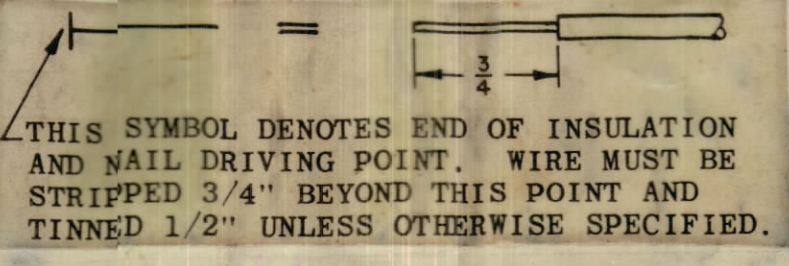 3/4
THIS SYMBOL DENOTES END OF INSULATION
AND NAIL DRIVING POINT. WIRE MUST BE
STRIPPED 3/4" BEYOND THIS POINT AND
TINNED 1/2" UNLESS OTHERWISE SPECIFIED.